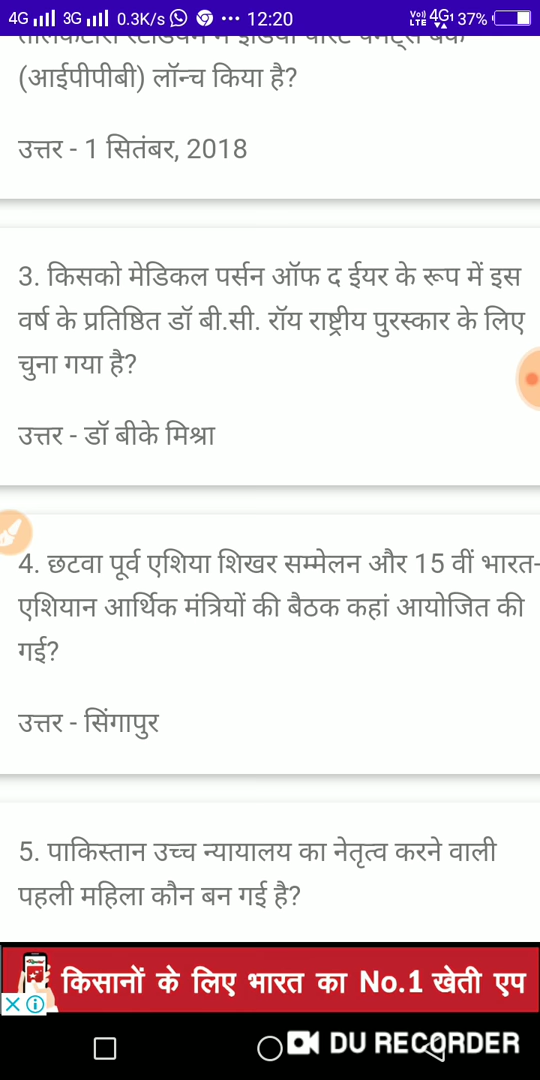 4G 3G 0.3K/s ••• 12:20 VoD LTE 4G1 37%
(आईपीपीबी) लॉन्च किया है?
उत्तर - 1 सितंबर, 2018
3. किसको मेडिकल पर्सन ऑफ द ईयर के रूप में इस
वर्ष के प्रतिष्ठित डॉ बी.सी. रॉय राष्ट्रीय पुरस्कार के लिए
चुना गया है?
उत्तर - डॉ बीके मिश्रा
4. छटवा पूर्व एशिया शिखर सम्मेलन और 15 वीं भारत-
एशियान आर्थिक मंत्रियों की बैठक कहां आयोजित की
गई?
उत्तर - सिंगापुर
5. पाकिस्तान उच्च न्यायालय का नेतृत्व करने वाली
पहली महिला कौन बन गई है?
किसानों के लिए भारत का No.1 खेती एप
DU RECORDER